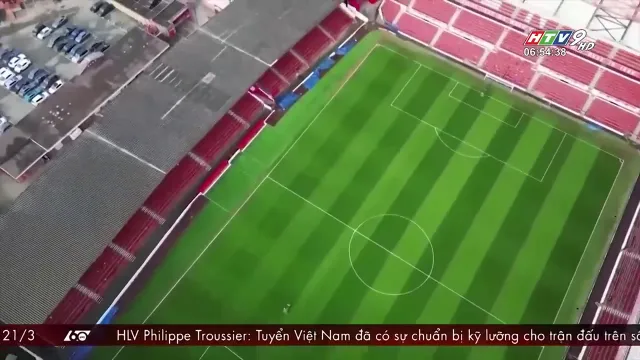 HTV9 HD
06:54:38
21/3 60 HLV Philippe Troussier: Tuyển Việt Nam đã có sự chuẩn bị kỹ lưỡng cho trận đấu trên